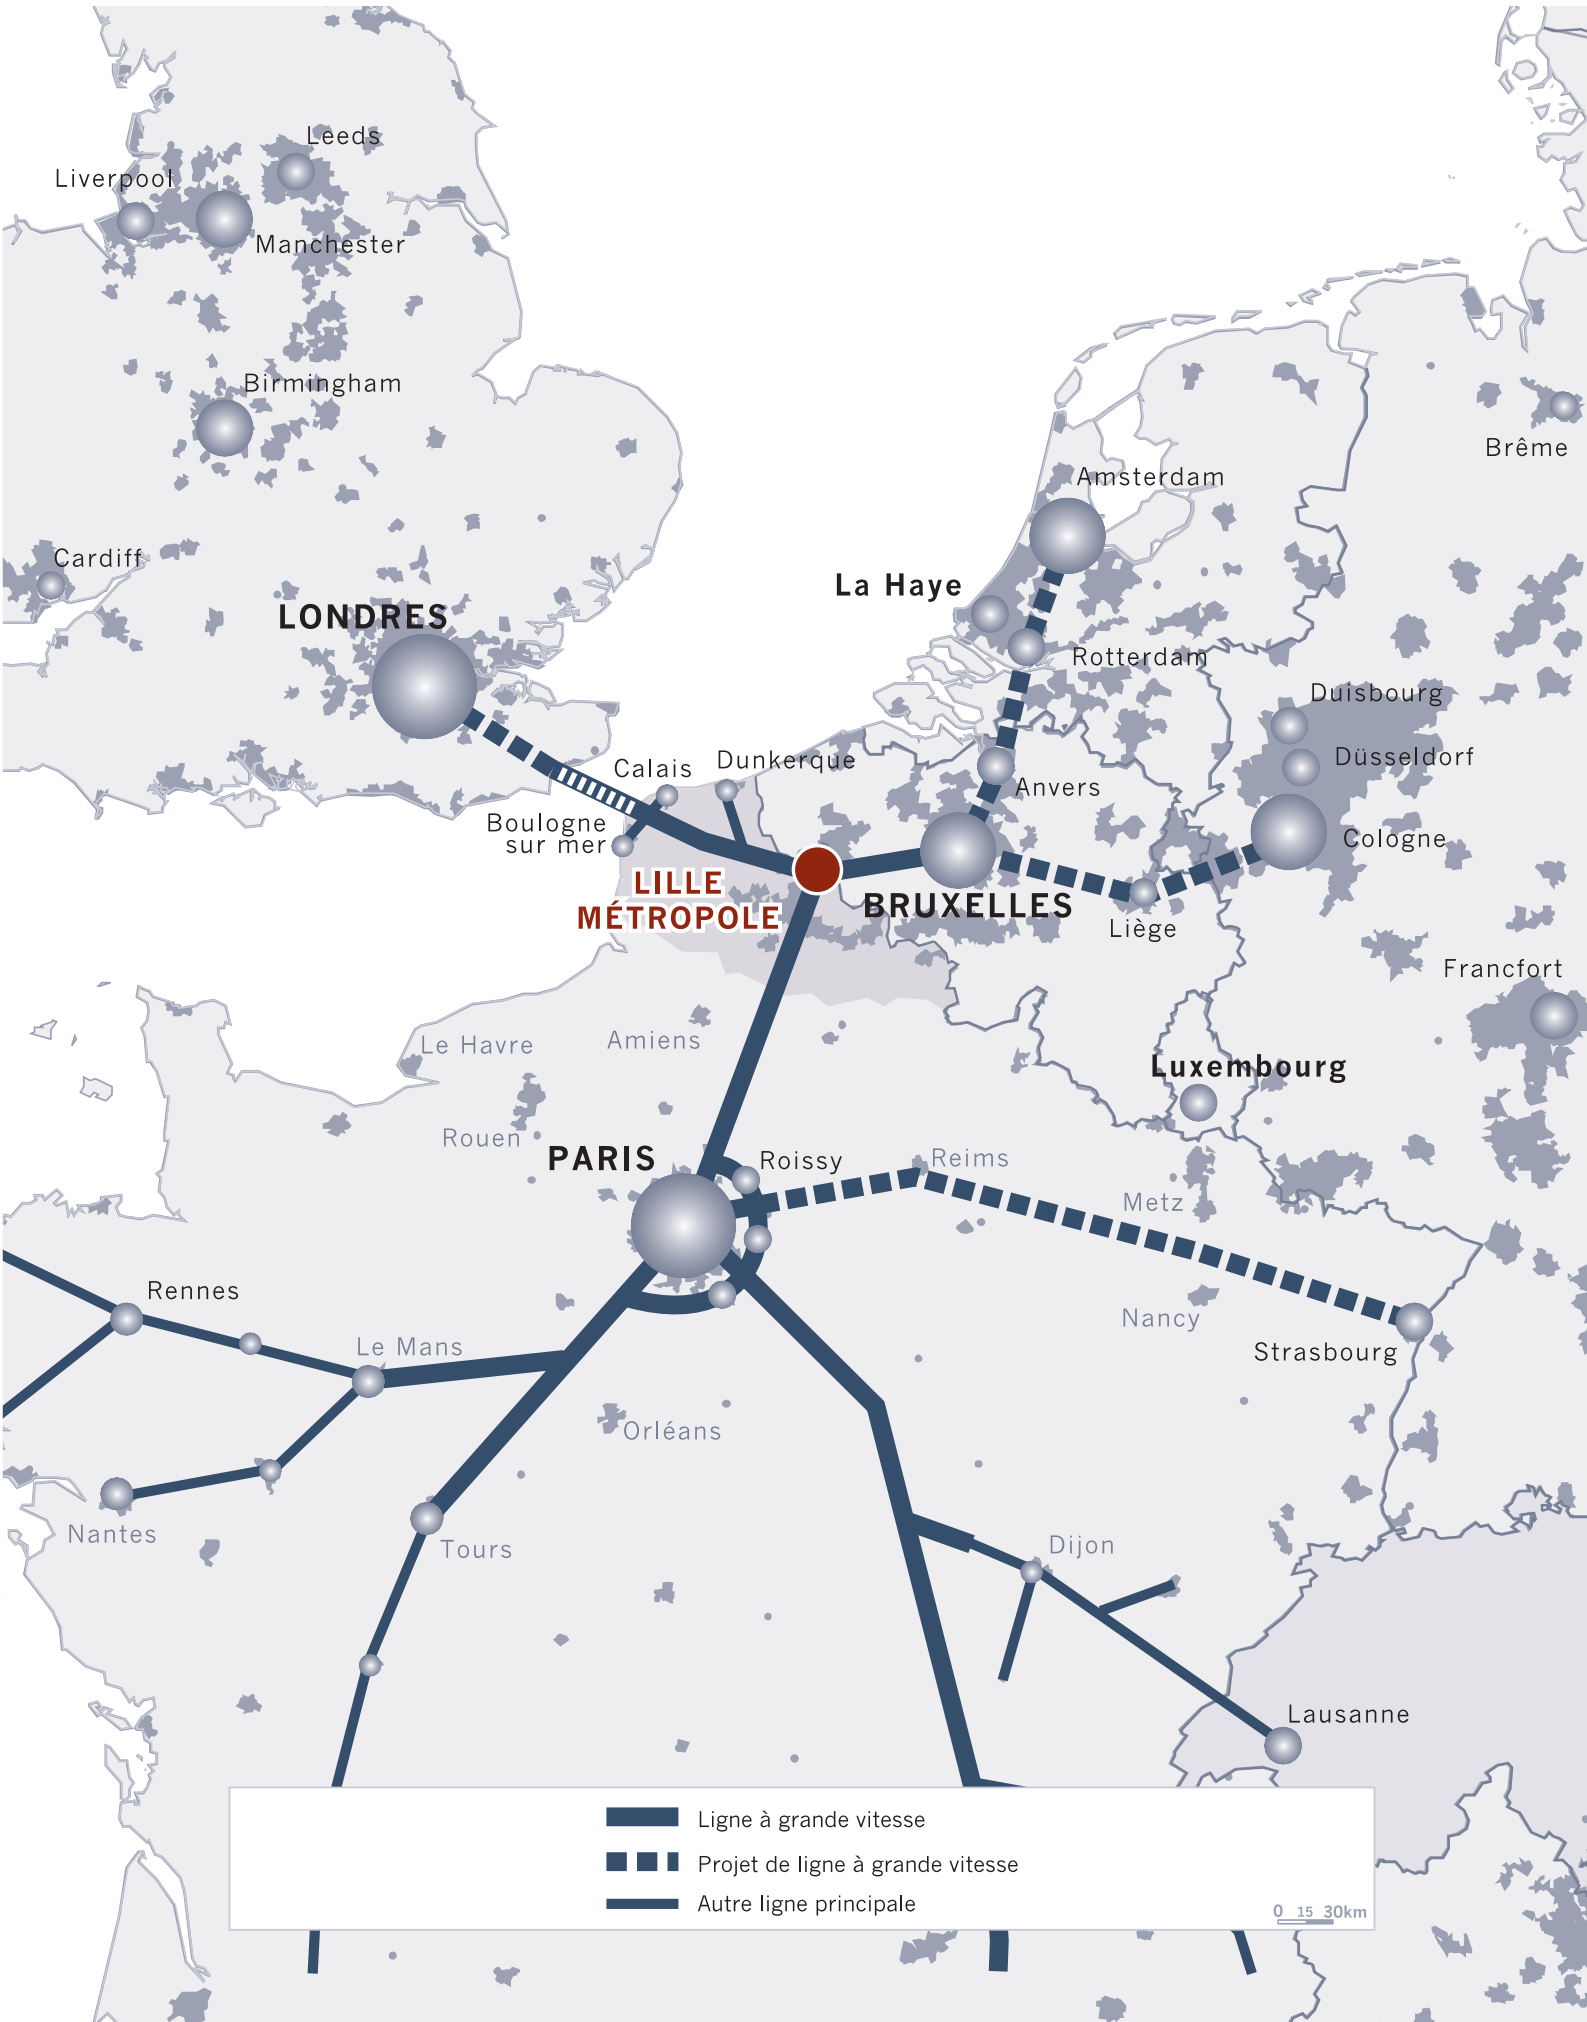 Leeds
Liverpool
Manchester
Birmingham
Brême
Amsterdam
Cardiff
La Haye
LONDRES
Rotterdam
Duisbourg
Düsseldorf
Calais
Dunkerque
Anvers
Boulogne
sur mer
Cologne
LILLE
MÉTROPOLE
BRUXELLES
Liège
Francfort
Le Havre
Amiens
Luxembourg
Rouen
PARIS
Roissy
Reims
Metz
Rennes
Nancy
Le Mans
Strasbourg
Orléans
Nantes
Tours
Dijon
Lausanne
Ligne à grande vitesse
Projet de ligne à grande vitesse
Autre ligne principale
0 15 30km